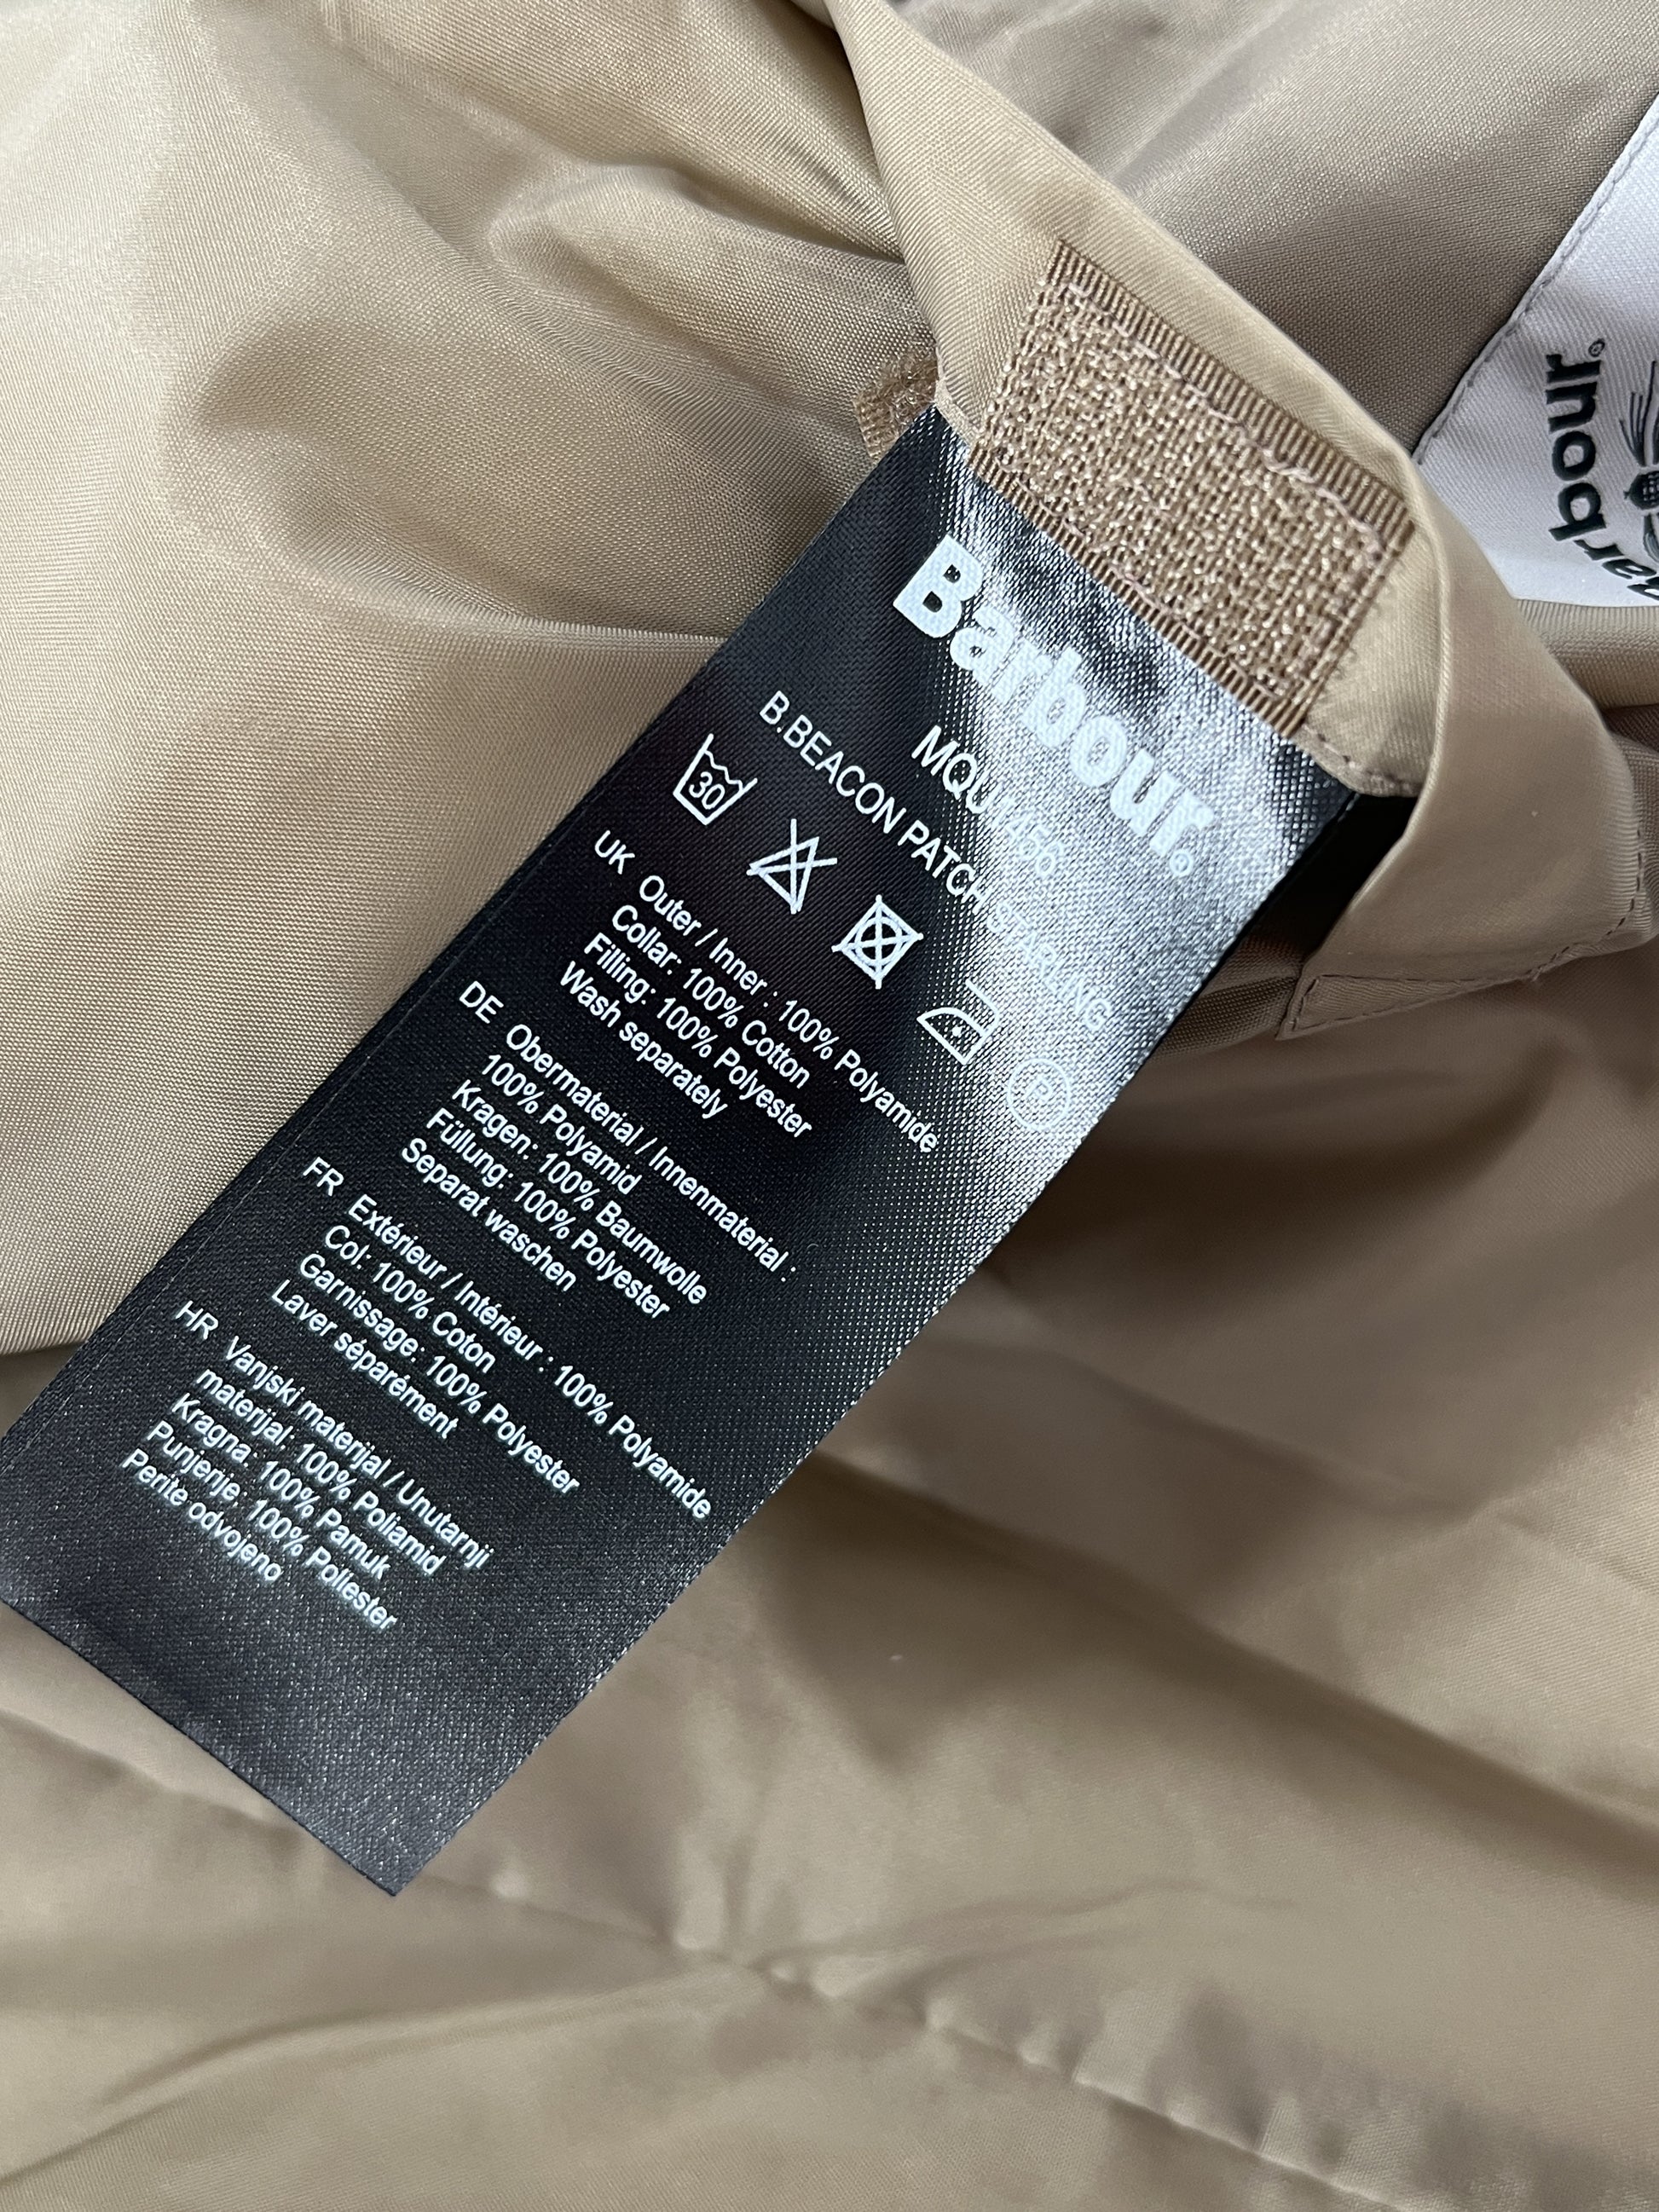 Barbour®
MQU
B.BEACON PATCH STARLING
30
P
UK Outer / Inner : 100% Polyamide
Collar: 100% Cotton
Filling: 100% Polyester
Wash separately
DE Obermaterial / Innenmaterial :
100% Polyamid
Kragen: 100% Baumwolle
Füllung: 100% Polyester
Separat waschen
FR Extérieur / Intérieur : 100% Polyamide
Col: 100% Coton
Garnissage: 100% Polyester
Laver séparément
HR Vanjski materijal / Unutarnji
materijal: 100% Poliamid
Kragna: 100% Pamuk
Punjenje: 100% Poliester
Perite odvojeno